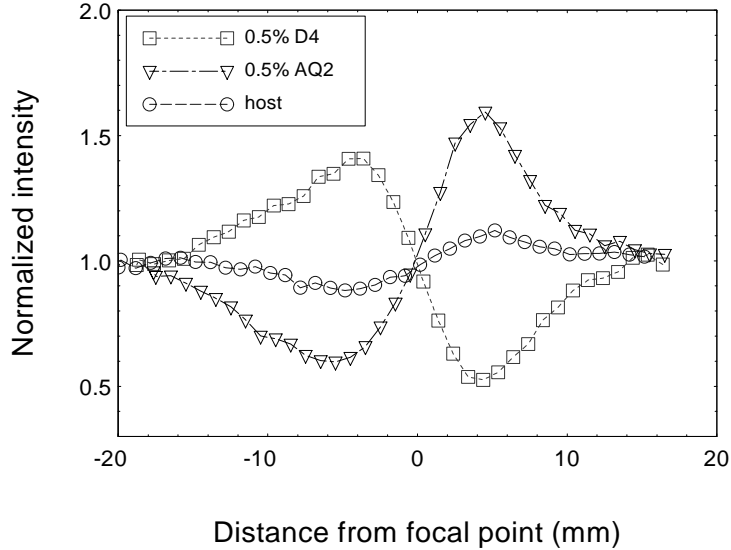 2.0
0.5% D4
0.5% AQ2
host
1.5
1.0
0.5
Normalized intensity
-20
-10
0
10
20
Distance from focal point (mm)